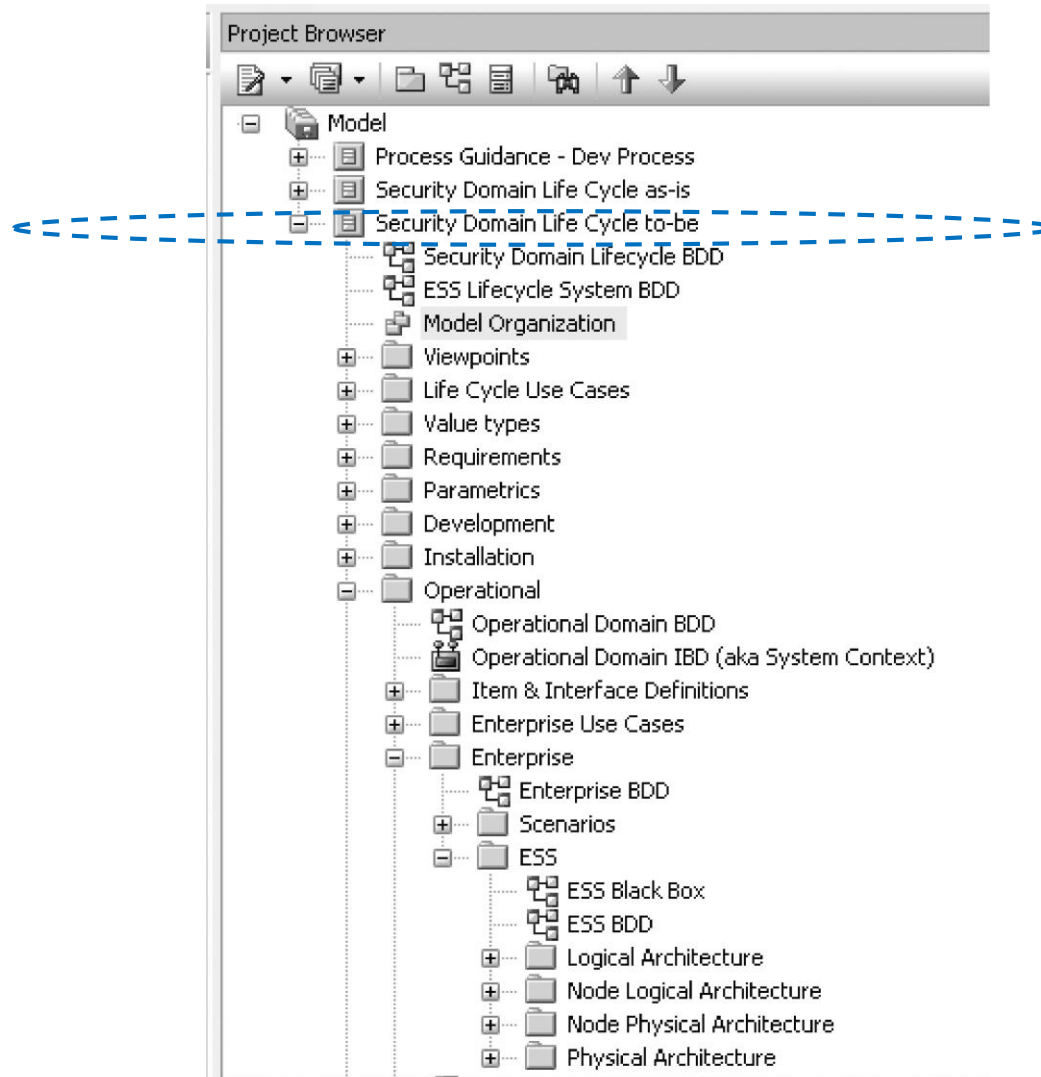 Project Browser
Model
Process Guidance - Dev Process
Security Domain Life Cycle as-is
Security Domain Life Cycle to-be
Security Domain Lifecycle BDD
ESS Lifecycle System BDD
Model Organization
Viewpoints
Life Cycle Use Cases
Value types
Requirements
Parametrics
Development
Installation
Operational
Operational Domain BDD
Operational Domain IBD (aka System Context)
Item & Interface Definitions
Enterprise Use Cases
Enterprise
Enterprise BDD
Scenarios
ESS
ESS Black Box
ESS BDD
Logical Architecture
Node Logical Architecture
Node Physical Architecture
Physical Architecture